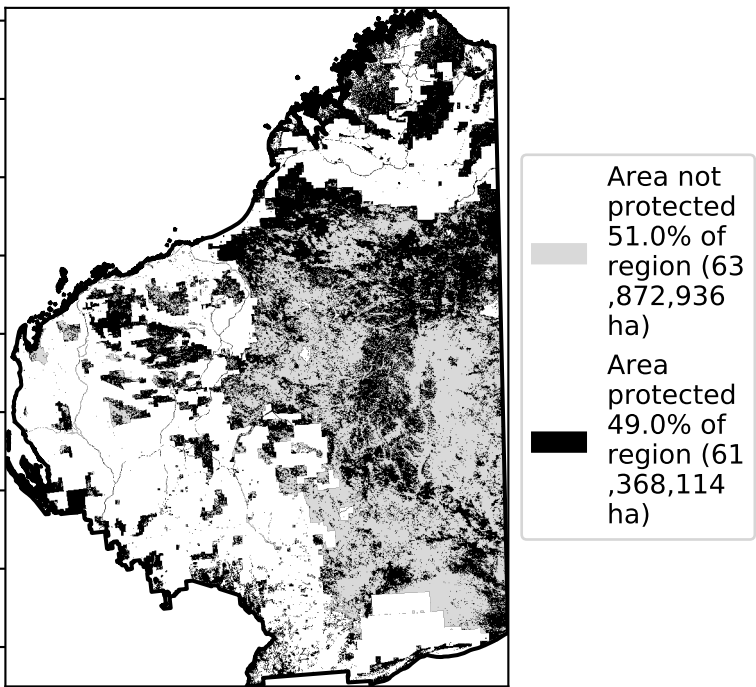 Area not
protected
51.0% of
region (63
,872,936
ha)
Area
protected
49.0% of
region (61
,368,114
ha)